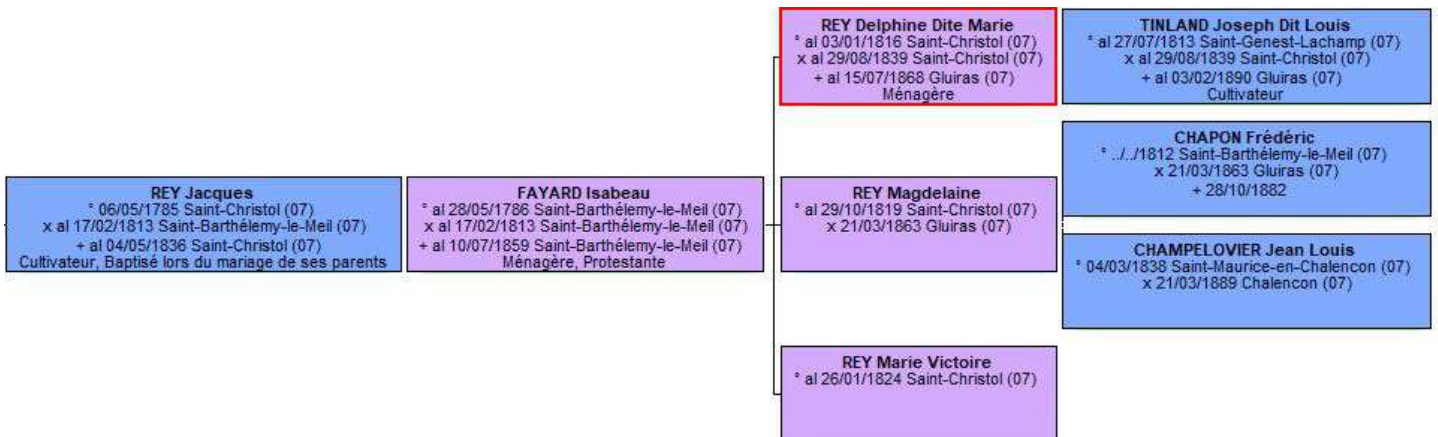 REY Jacques
° 06/05/1785 Saint-Christol (07)
x al 17/02/1813 Saint-Barthélemy-le-Meil (07)
+ al 04/05/1836 Saint-Christol (07)
Cultivateur, Baptisé lors du mariage de ses parents
FAYARD Isabeau
° al 28/05/1786 Saint-Barthélemy-le-Meil (07)
x al 17/02/1813 Saint-Barthélemy-le-Meil (07)
+ al 10/07/1859 Saint-Barthélemy-le-Meil (07)
Ménagère, Protestante
REY Delphine Dite Marie
° al 03/01/1816 Saint-Christol (07)
x al 29/08/1839 Saint-Christol (07)
+ al 15/07/1868 Gluiras (07)
Ménagère
TINLAND Joseph Dit Louis
° al 27/07/1813 Saint-Genest-Lachamp (07)
x al 29/08/1839 Saint-Christol (07)
+ al 03/02/1890 Gluiras (07)
Cultivateur
REY Magdelaine
° al 29/10/1819 Saint-Christol (07)
x 21/03/1863 Gluiras (07)
CHAPON Frédéric
° ../../1812 Saint-Barthélemy-le-Meil (07)
x 21/03/1863 Gluiras (07)
+ 28/10/1882
CHAMPELOVIER Jean Louis
° 04/03/1838 Saint-Maurice-en-Chalencon (07)
x 21/03/1889 Chalencon (07)
REY Marie Victoire
° al 26/01/1824 Saint-Christol (07)